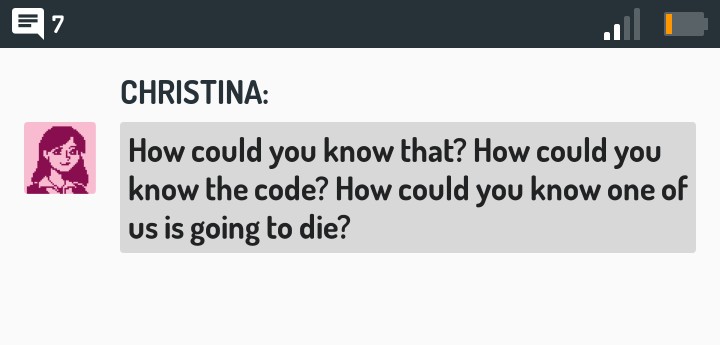 7
CHRISTINA:
How could you know that? How could you
know the code? How could you know one of
us is going to die?